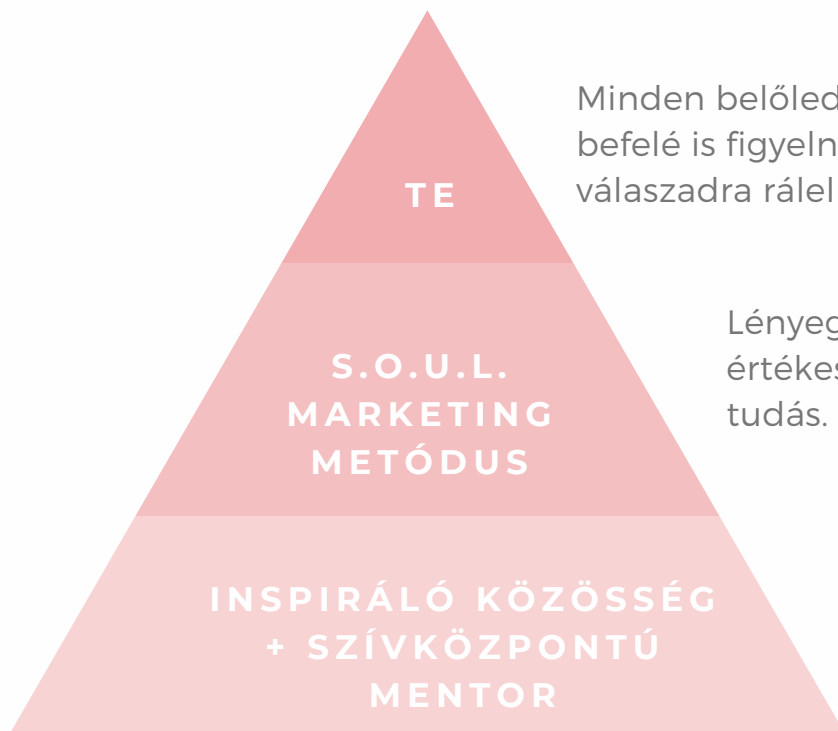 Minden belőled
befelé is figyeln
válaszadra rálel
TE
Lényeg
értékes
tudás.
S.O.U.L.
MARKETING
METÓDUS
INSPIRÁLÓ KÖZÖSSÉG
+ SZÍVKÖZPONTÚ
MENTOR